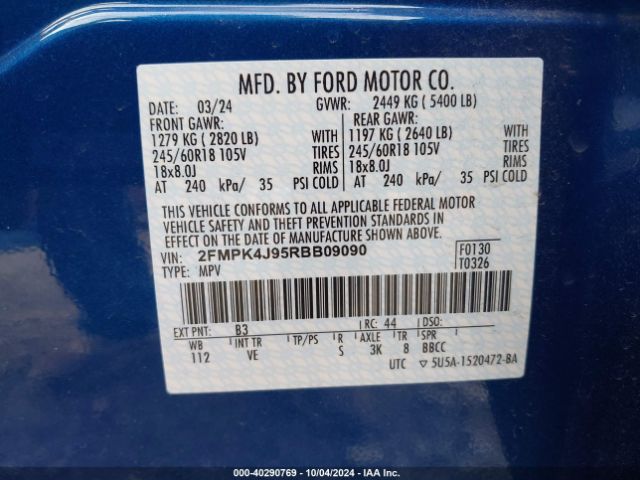 MFD. BY FORD MOTOR CO.
DATE: 03/24 GVWR: 2449 KG ( 5400 LB)
FRONT GAWR: REAR GAWR:
1279 KG ( 2820 LB) WITH 1197 KG ( 2640 LB) WITH
245/60R18 105V TIRES 245/60R18 105V TIRES
18x8.0J RIMS 18x8.0J RIMS
AT 240 kPa/ 35 PSI COLD AT 240 kPa/ 35 PSI COLD
THIS VEHICLE CONFORMS TO ALL APPLICABLE FEDERAL MOTOR
VEHICLE SAFETY AND THEFT PREVENTION STANDARDS IN
EFFECT ON THE DATE OF MANUFACTURE SHOWN ABOVE.
VIN: 2FMPK4J95RBB09090 F0130
TYPE: MPV T0326
EXT PNT: B3 RC: 44 DSO:
WB INT TR TP/PS R AXLE TR SPR
112 VE S 3K 8 BBCC
UTC ▽ 5U5A-1520472-BA
000-40290769 - 10/04/2024 - IAA Inc.